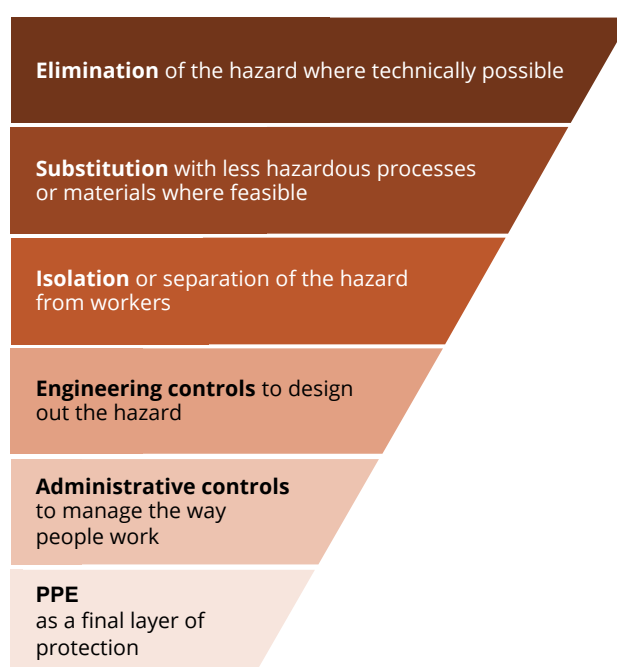 Elimination of the hazard where technically possible
Substitution with less hazardous processes
or materials where feasible
Isolation or separation of the hazard
from workers
Engineering controls to design
out the hazard
Administrative controls
to manage the way
people work
PPE
as a final layer of
protection